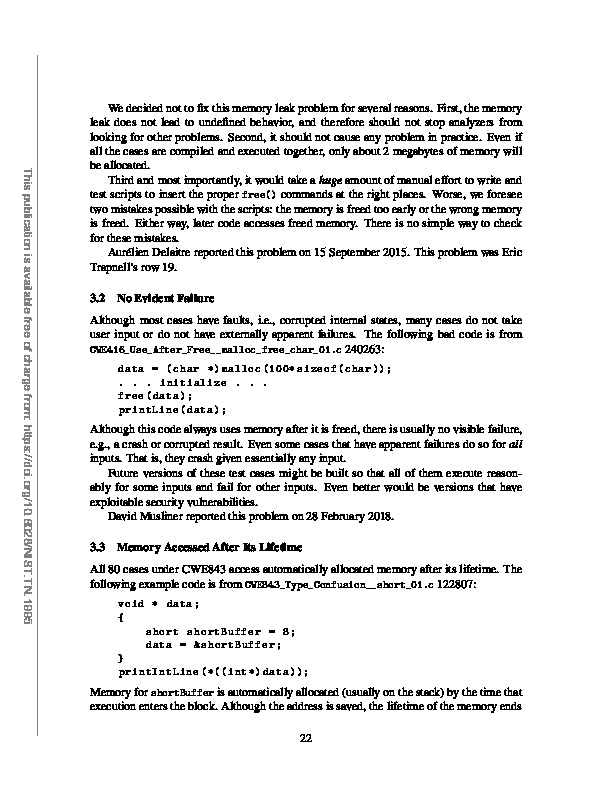 We decided not to fix this memory leak problem for several reasons. First, the memory
leak does not lead to undefined behavior, and therefore should not stop analyzers from
looking for other problems. Second, it should not cause any problem in practice. Even if
all the cases are compiled and executed together, only about 2 megabytes of memory will
be allocated.
Third and most importantly, it would take a huge amount of manual effort to write and
test scripts to insert the proper free() commands at the right places. Worse, we foresee
two mistakes possible with the scripts: the memory is freed too early or the wrong memory
is freed. Either way, later code accesses freed memory. There is no simple way to check
for these mistakes.
Aurélien Delaitre reported this problem on 15 September 2015. This problem was Eric
Trapnell's row 19.
3.2 No Evident Failure
Although most cases have faults, i.e., corrupted internal states, many cases do not take
user input or do not have externally apparent failures. The following bad code is from
CWE416_Use_After_Free__malloc_free_char_01.c 240263:
data = (char *)malloc(100*sizeof(char));
. . . initialize . . .
free(data);
printLine(data);
Although this code always uses memory after it is freed, there is usually no visible failure,
e.g., a crash or corrupted result. Even some cases that have apparent failures do so for all
inputs. That is, they crash given essentially any input.
Future versions of these test cases might be built so that all of them execute reason-
ably for some inputs and fail for other inputs. Even better would be versions that have
exploitable security vulnerabilities.
David Musliner reported this problem on 28 February 2018.
3.3 Memory Accessed After Its Lifetime
All 80 cases under CWE843 access automatically allocated memory after its lifetime. The
following example code is from CWE843_Type_Confusion__short_01.c 122807:
void * data;
{
short shortBuffer = 8;
data = &shortBuffer;
}
printIntLine(*((int*)data));
Memory for shortBuffer is automatically allocated (usually on the stack) by the time that
execution enters the block. Although the address is saved, the lifetime of the memory ends
22
This publication is available free of charge from: https://doi.org/10.6028/NIST.TN.1995